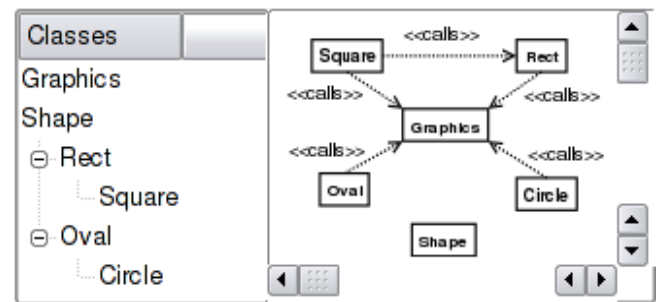 Classes
Graphics
Shape
Rect
Square
Oval
Circle
<<calls>>
Square
Rect
<<calls>>
<<calls>>
Graphics
<<calls>>
<<calls>>
Oval
Circle
Shape